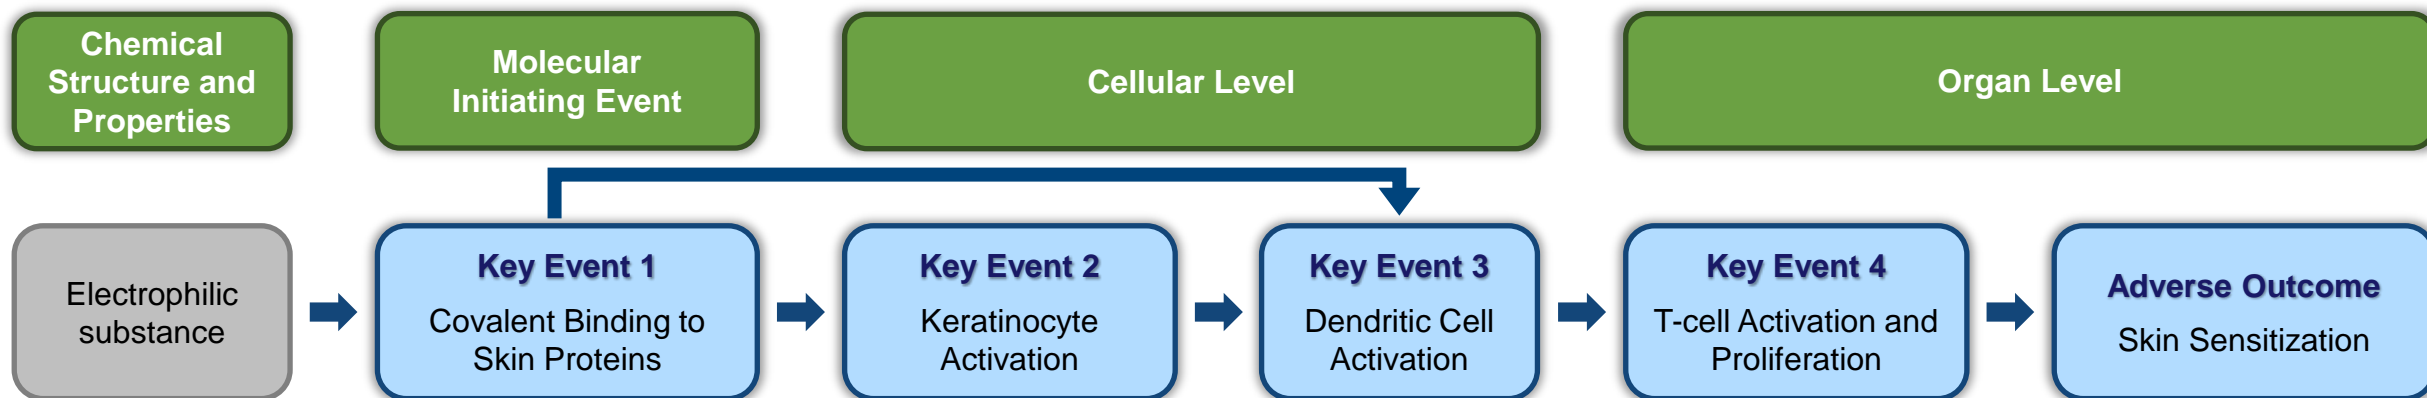 Chemical
Structure and
Properties
Molecular
Initiating Event
Cellular Level
Organ Level
Electrophilic
substance
Key Event 1
Covalent Binding to
Skin Proteins
Key Event 2
Keratinocyte
Activation
Key Event 3
Dendritic Cell
Activation
Key Event 4
T-cell Activation and
Proliferation
Adverse Outcome
Skin Sensitization